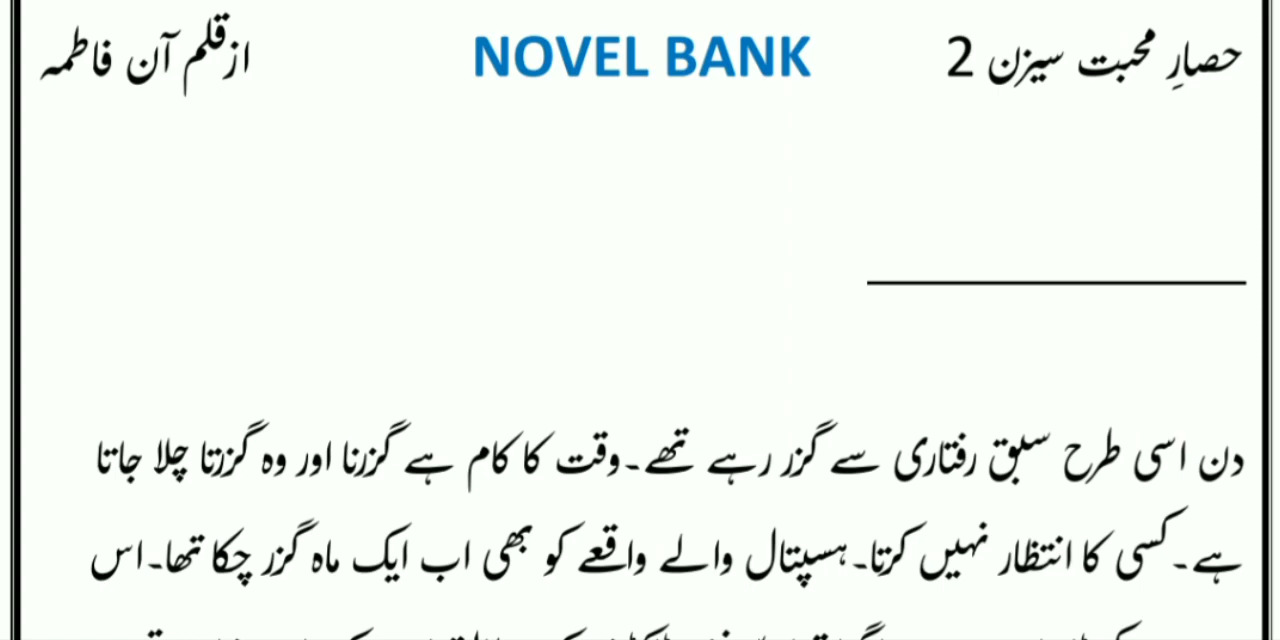 حصارِ محبت سیزن 2 NOVEL BANK ازقلم آن فاطمہ
دن اسی طرح سبق رفتاری سے گزر رہے تھے۔وقت کا کام ہے گزرنا اور وہ گزرتا چلا جاتا
ہے۔کسی کا انتظار نہیں کرتا۔ہسپتال والے واقعے کو بھی اب ایک ماہ گزر چکا تھا۔اس